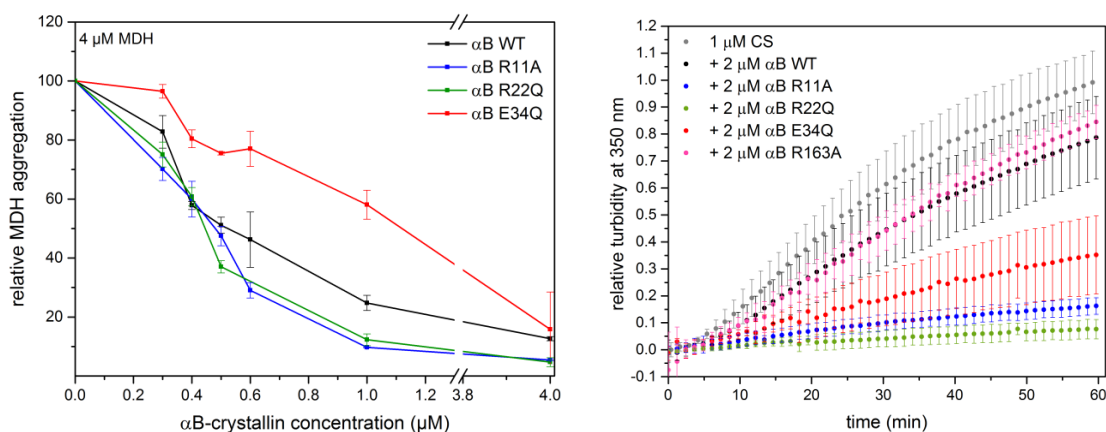 4 µM MDH
αB WT
αB R11A
αB R22Q
αB E34Q
relative MDH aggregation
120
100
80
60
40
20
0.0 0.2 0.4 0.6 0.8 1.0 1.2 3.8 4.0
αB-crystallin concentration (µM)
1 µM CS
+ 2 µM αB WT
+ 2 µM αB R11A
+ 2 µM αB R22Q
+ 2 µM αB E34Q
+ 2 µM αB R163A
relative turbidity at 350 nm
1.2
1.1
1.0
0.9
0.8
0.7
0.6
0.5
0.4
0.3
0.2
0.1
0.0
-0.1
0 10 20 30 40 50 60
time (min)